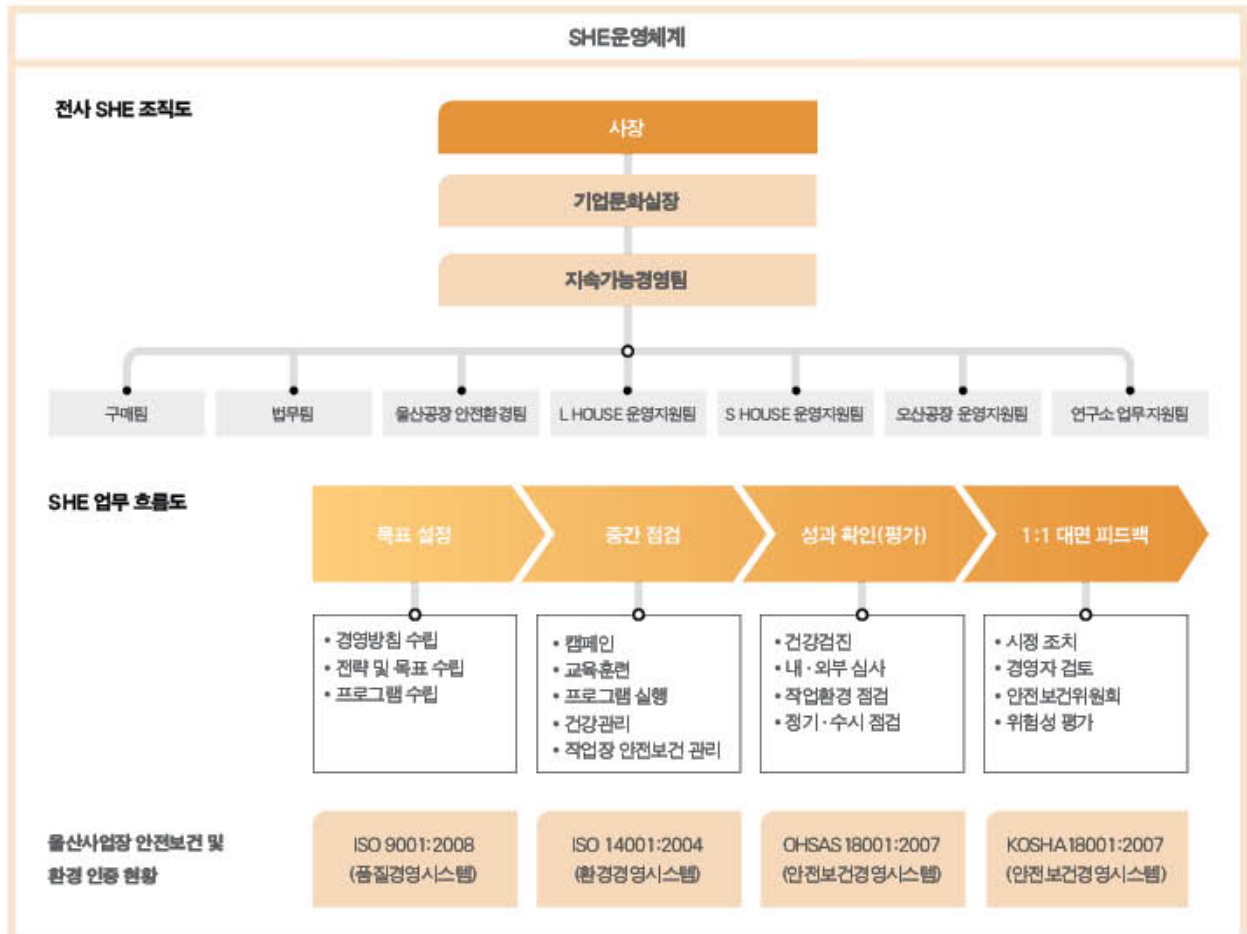 SHE운영체계
전사 SHE 조직도
사장
기업문화실장
지속가능경영팀
구매팀
법무팀
울산공장 안전환경팀
L HOUSE 운영지원팀
S HOUSE 운영지원팀
오산공장 운영지원팀
연구소 업무지원팀
SHE 업무 흐름도
목표 설정
중간 점검
성과 확인(평가)
1:1 대면 피드백
• 경영방침 수립
• 전략 및 목표 수립
• 프로그램 수립
• 캠페인
• 교육훈련
• 프로그램 실행
• 건강관리
• 작업장 안전보건 관리
• 건강검진
• 내·외부 심사
• 작업환경 점검
• 정기·수시 점검
• 시정 조치
• 경영자 검토
• 안전보건위원회
• 위험성 평가
울산사업장 안전보건 및
환경 인증 현황
ISO 9001:2008
(품질경영시스템)
ISO 14001:2004
(환경경영시스템)
OHSAS 18001:2007
(안전보건경영시스템)
KOSHA18001:2007
(안전보건경영시스템)